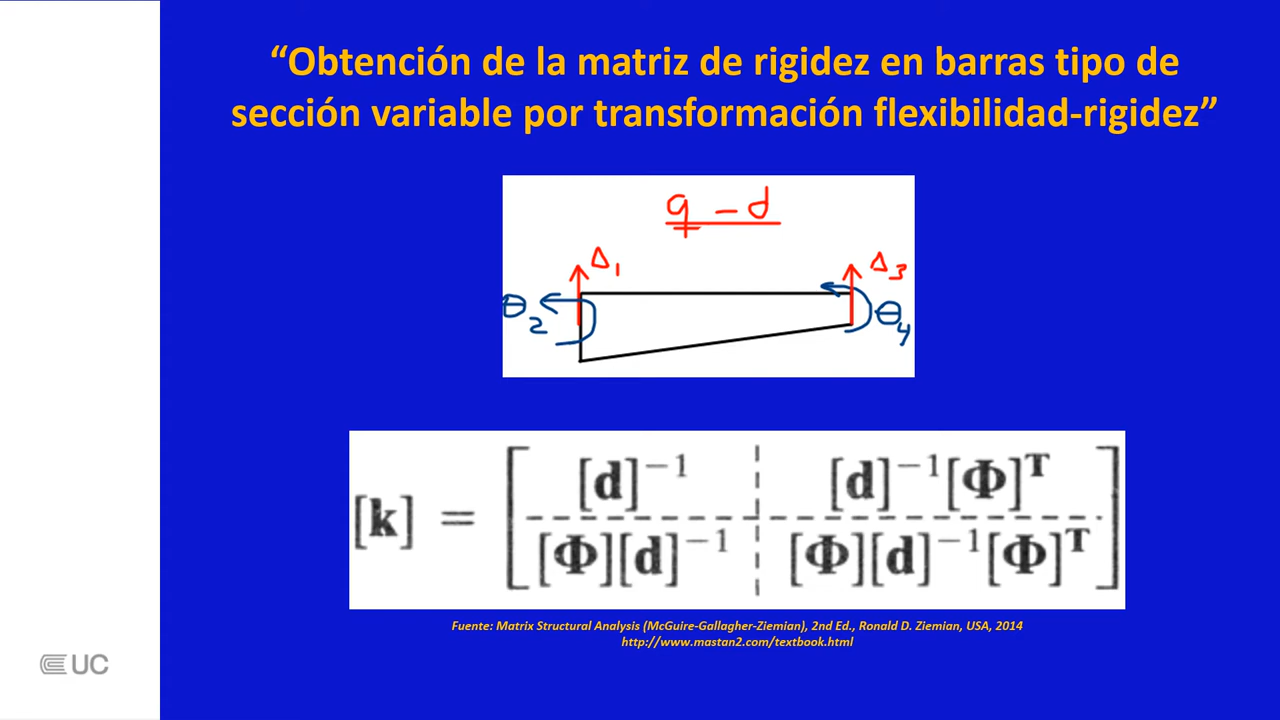 “Obtención de la matriz de rigidez en barras tipo de
sección variable por transformación flexibilidad-rigidez”
q – d
Δ1 Δ3
θ2 θ4
[k] = [ [d]⁻¹ [d]⁻¹[Φ]ᵀ
[Φ][d]⁻¹ [Φ][d]⁻¹[Φ]ᵀ ]
Fuente: Matrix Structural Analysis (McGuire-Gallagher-Ziemian), 2nd Ed., Ronald D. Ziemian, USA, 2014
http://www.mastan2.com/textbook.html
UC